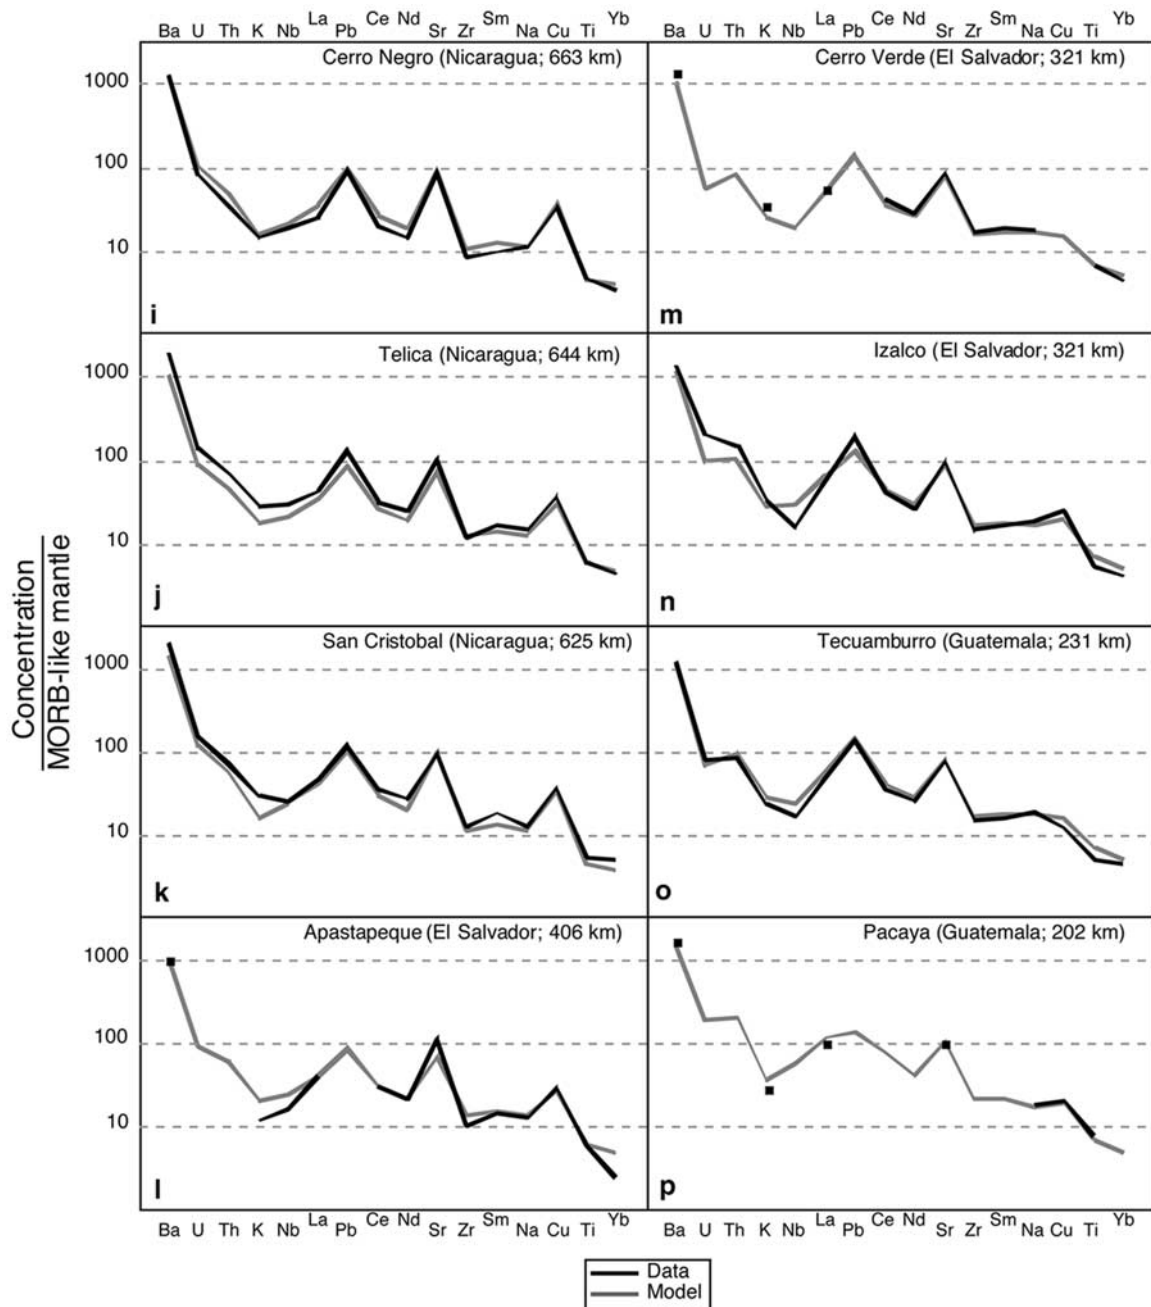 Ba U Th K Nb La Pb Ce Nd Sr Zr Sm Na Cu Ti Yb
Ba U Th K Nb La Pb Ce Nd Sr Zr Sm Na Cu Ti Yb
Concentration
MORB-like mantle
Cerro Negro (Nicaragua; 663 km)
1000
100
10
i
Cerro Verde (El Salvador; 321 km)
m
Telica (Nicaragua; 644 km)
1000
100
10
j
Izalco (El Salvador; 321 km)
n
San Cristobal (Nicaragua; 625 km)
1000
100
10
k
Tecuamburro (Guatemala; 231 km)
o
Apastapeque (El Salvador; 406 km)
1000
100
10
l
Pacaya (Guatemala; 202 km)
p
Ba U Th K Nb La Pb Ce Nd Sr Zr Sm Na Cu Ti Yb
Ba U Th K Nb La Pb Ce Nd Sr Zr Sm Na Cu Ti Yb
Data
Model